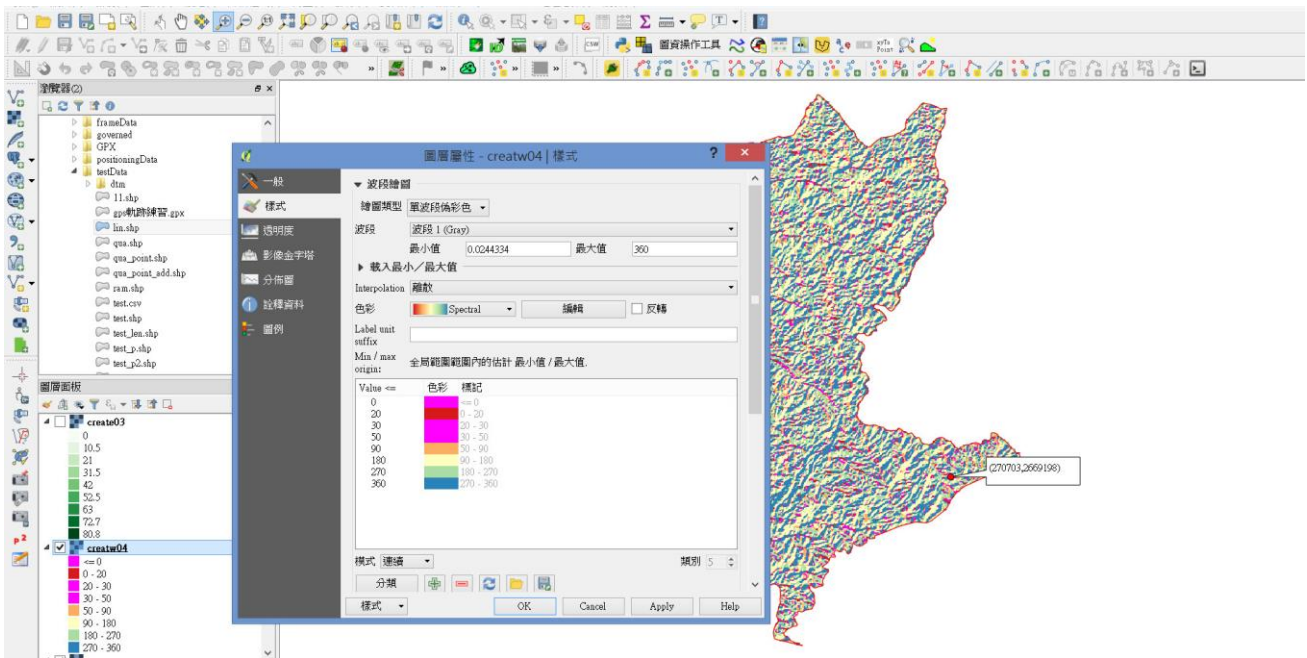 CSW
圖資操作工具
xyTo
Point
瀏覽器(2)
frameData
governed
GPX
positioningData
testData
dtm
11.shp
gps軌跡練習.gpx
lin.shp
qua.shp
qua_point.shp
qua_point_add.shp
ram.shp
test.csv
test.shp
test_len.shp
test_p.shp
test_p2.shp
圖層面板
create03
0
10.5
21
31.5
42
52.5
63
72.7
80.8
creatw04
<= 0
0 - 20
20 - 30
30 - 50
50 - 90
90 - 180
180 - 270
270 - 360
圖層屬性 - creatw04 | 樣式
一般
樣式
透明度
影像金字塔
分佈圖
詮釋資料
圖例
波段繪圖
繪圖類型 單波段偽彩色
波段 波段 1 (Gray)
最小值 0.0244334 最大值 360
載入最小／最大值
Interpolation 離散
色彩 Spectral 編輯 反轉
Label unit
suffix
Min / max
origin: 全局範圍範圍內的估計 最小值 / 最大值.
Value <= 色彩 標記
0 <= 0
20 0 - 20
30 20 - 30
50 30 - 50
90 50 - 90
180 90 - 180
270 180 - 270
360 270 - 360
模式 連續 類別 5
分類
樣式 OK Cancel Apply Help
(270703,2669198)